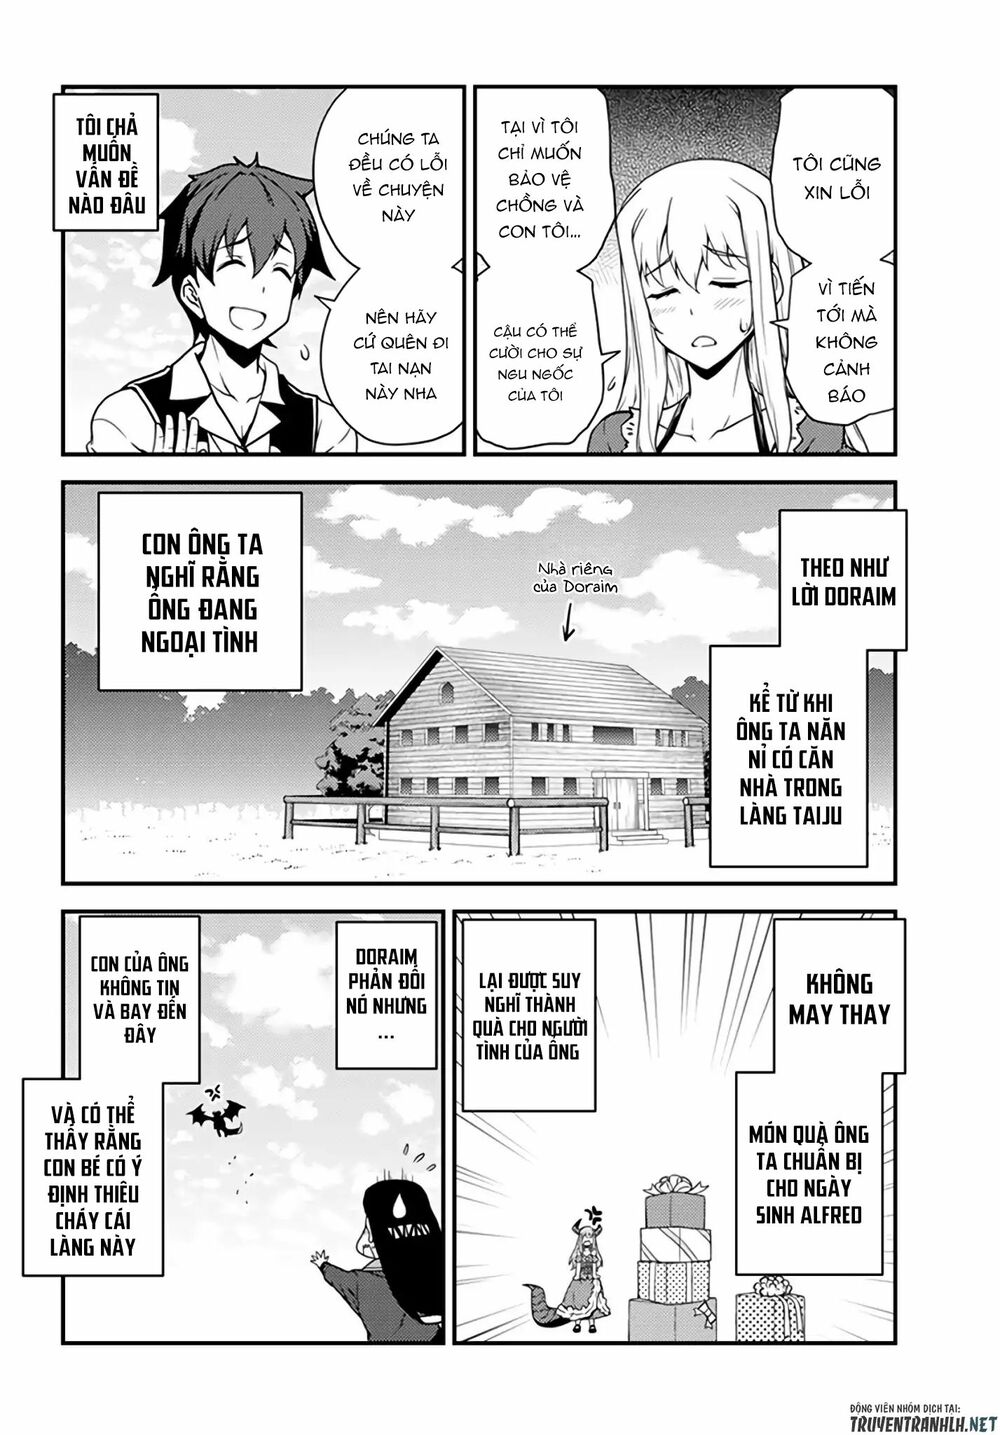 TÔI CŨNG
XIN LỖI
VÌ TIẾN
TỚI MÀ
KHÔNG
CẢNH
BÁO
TẠI VÌ TÔI
CHỈ MUỐN
BẢO VỆ
CHỒNG VÀ
CON TÔI...
CẬU CÓ THỂ
CƯỜI CHO SỰ
NGU NGỐC
CỦA TÔI
CHÚNG TA
ĐỀU CÓ LỖI
VỀ CHUYỆN
NÀY
NÊN HÃY
CỨ QUÊN ĐI
TAI NẠN
NÀY NHA
TÔI CHẢ
MUỐN
VẤN ĐỀ
NÀO ĐÂU
THEO NHƯ
LỜI DORAIM
KỂ TỪ KHI
ÔNG TA NĂN
NỈ CÓ CĂN
NHÀ TRONG
LÀNG TAIJU
Nhà riêng
của Doraim
CON ÔNG TA
NGHĨ RẰNG
ÔNG ĐANG
NGOẠI TÌNH
KHÔNG
MAY THAY
MÓN QUÀ ÔNG
TA CHUẨN BỊ
CHO NGÀY
SINH ALFRED
LẠI ĐƯỢC SUY
NGHĨ THÀNH
QUÀ CHO NGƯỜI
TÌNH CỦA ÔNG
DORAIM
PHẢN ĐỐI
NÓ NHƯNG
...
CON CỦA ÔNG
KHÔNG TIN
VÀ BAY ĐẾN
ĐÂY
VÀ CÓ THỂ
THẤY RẰNG
CON BÉ CÓ Ý
ĐỊNH THIÊU
CHÁY CÁI
LÀNG NÀY
ĐỘNG VIÊN NHÓM DỊCH TẠI:
TRUYENTRANHLH.NET